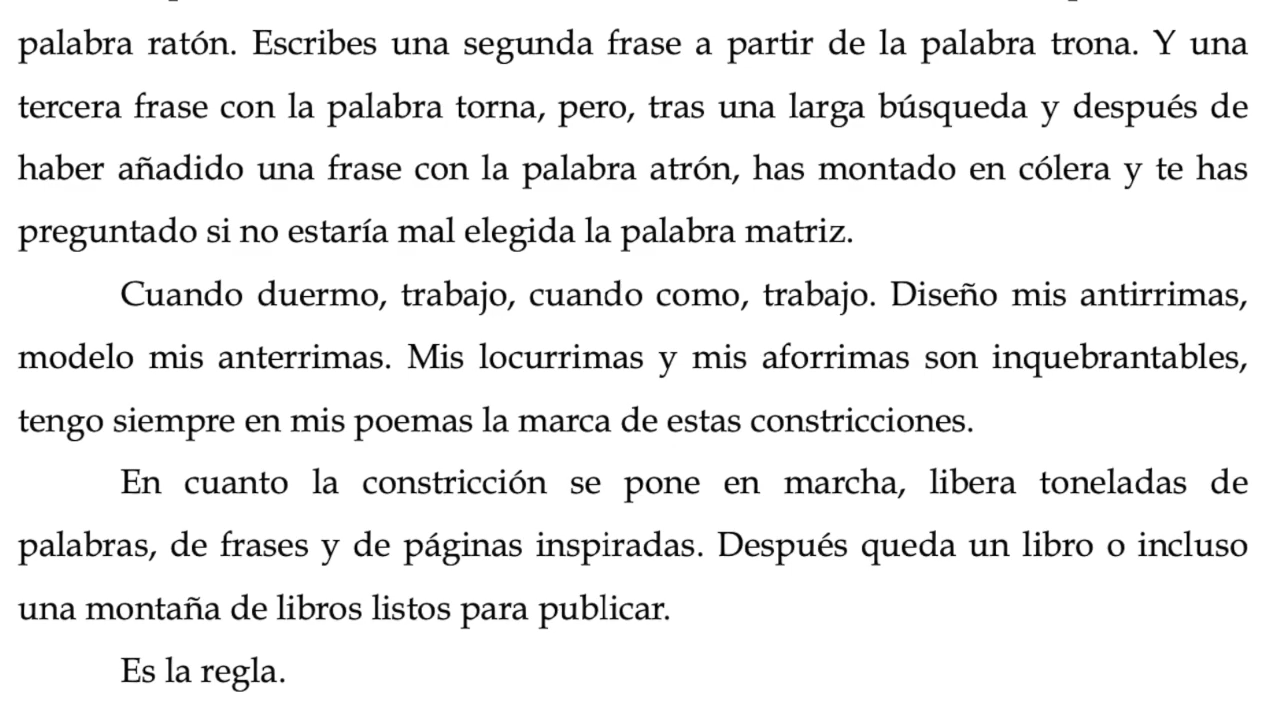 palabra ratón. Escribes una segunda frase a partir de la palabra trona. Y una
tercera frase con la palabra torna, pero, tras una larga búsqueda y después de
haber añadido una frase con la palabra atrón, has montado en cólera y te has
preguntado si no estaría mal elegida la palabra matriz.
Cuando duermo, trabajo, cuando como, trabajo. Diseño mis antirrimas,
modelo mis anterrimas. Mis locurrimas y mis aforrimas son inquebrantables,
tengo siempre en mis poemas la marca de estas constricciones.
En cuanto la constricción se pone en marcha, libera toneladas de
palabras, de frases y de páginas inspiradas. Después queda un libro o incluso
una montaña de libros listos para publicar.
Es la regla.